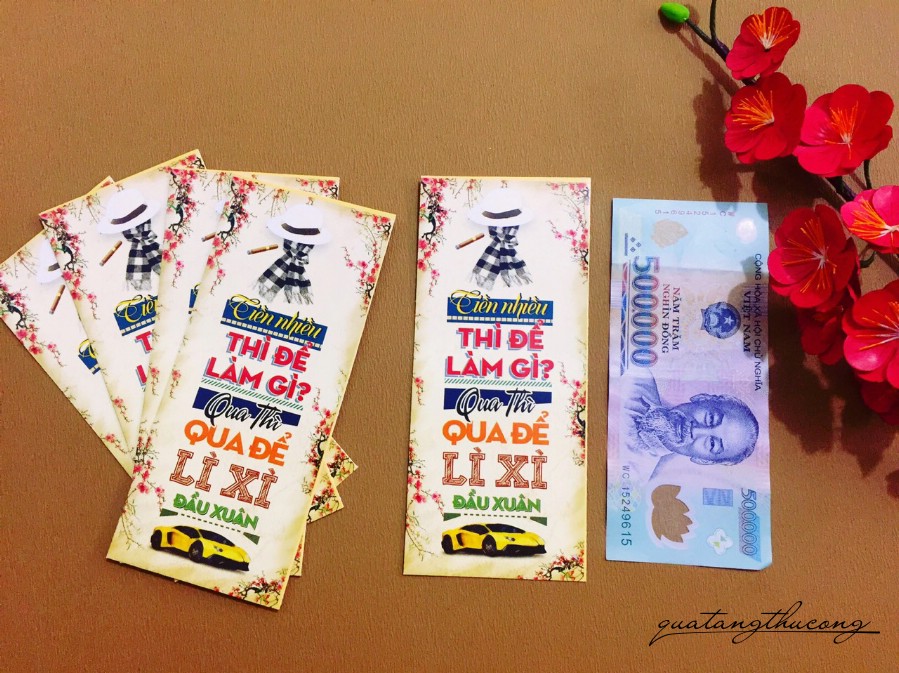 Tiền nhiều
THÌ ĐỂ
LÀM GÌ?
Qua Thì
QUA ĐỂ
LÌ XÌ
ĐẦU XUÂN
Tiền nhiều
THÌ ĐỂ
LÀM GÌ?
Qua Thì
QUA ĐỂ
LÌ XÌ
ĐẦU XUÂN
CỘNG HÒA XÃ HỘI CHỦ NGHĨA
VIỆT NAM
NĂM TRĂM
NGHÌN ĐỒNG
500000
WC 15249615
500000
quatangthucong